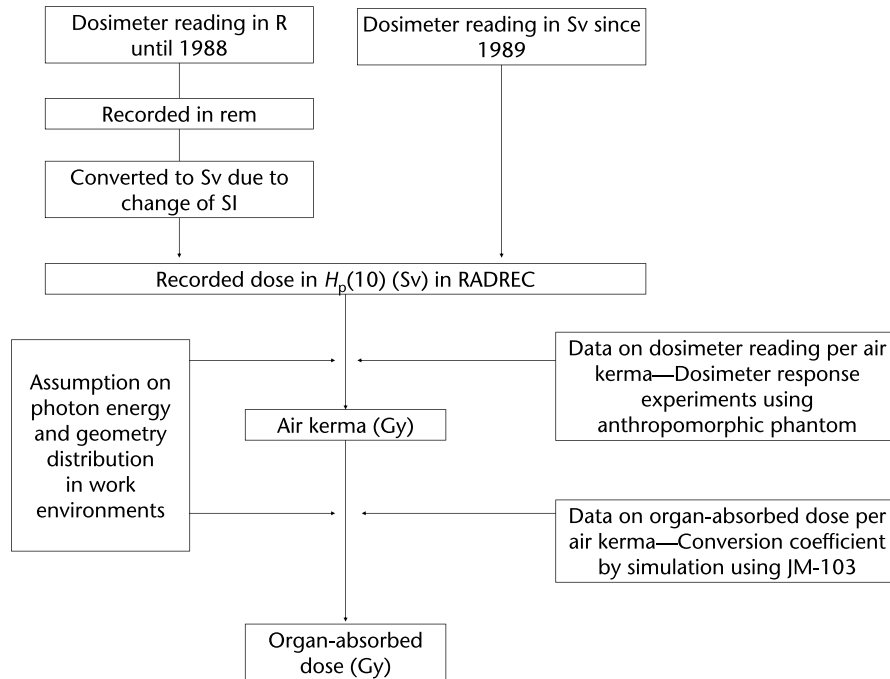 Dosimeter reading in R
until 1988
Dosimeter reading in Sv since
1989
Recorded in rem
Converted to Sv due to
change of SI
Recorded dose in Hp(10) (Sv) in RADREC
Assumption on
photon energy
and geometry
distribution
in work
environments
Data on dosimeter reading per air
kerma—Dosimeter response
experiments using
anthropomorphic phantom
Air kerma (Gy)
Data on organ-absorbed dose per
air kerma—Conversion coefficient
by simulation using JM-103
Organ-absorbed
dose (Gy)